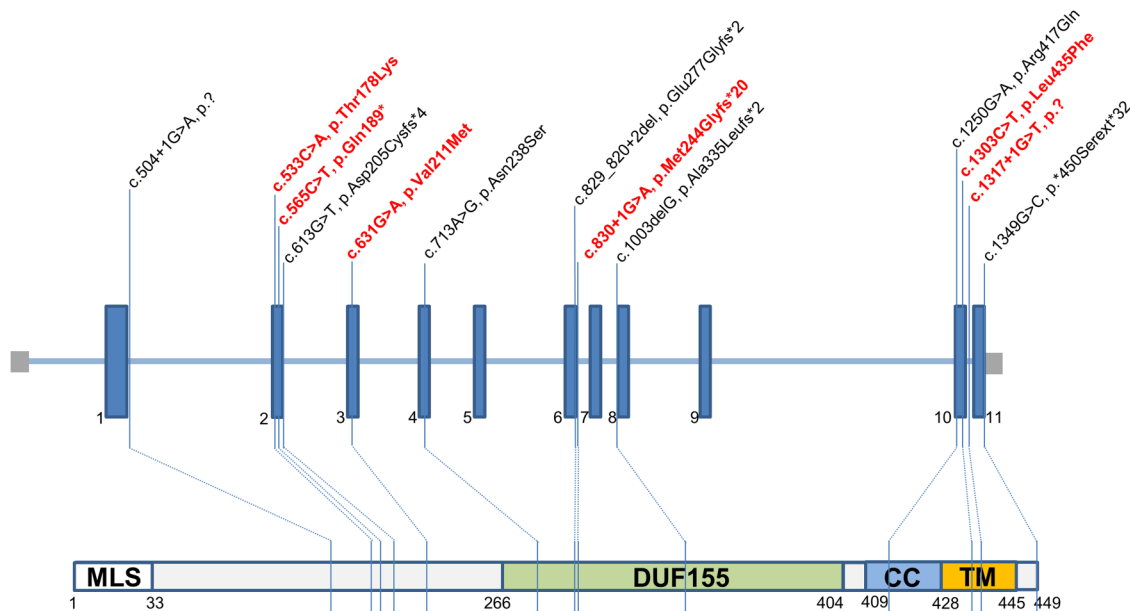 c.504+1G>A, p.?
c.533C>A, p.Thr178Lys
c.565C>T, p.Gln189*
c.613G>T, p.Asp205Cysfs*4
c.631G>A, p.Val211Met
c.713A>G, p.Asn238Ser
c.829_820+2del, p.Glu277Glyfs*2
c.830+1G>A, p.Met244Glyfs*20
c.1003delG, p.Ala335Leufs*2
c.1250G>A, p.Arg417Gln
c.1303C>T, p.Leu435Phe
c.1317+1G>T, p.?
c.1349G>C, p.*450Serext*32
1 2 3 4 5 6 7 8 9 10 11
MLS DUF155 CC TM
1 33 266 404 409 428 445 449